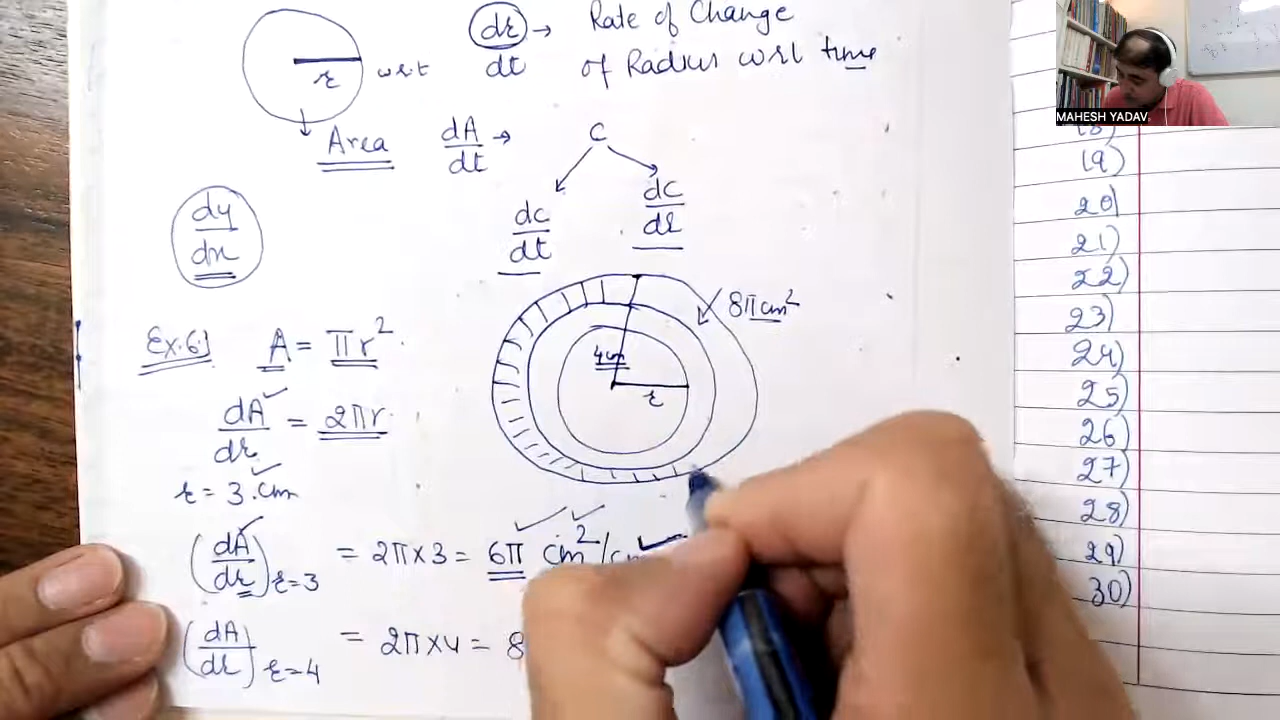 dr/dt → Rate of Change
of Radius wrt time
r wrt
Area dA/dt → C
dy/dx
dc/dt dc/dr
8πcm²
Ex.6) A = πr²
4cm
r
dA/dr = 2πr
r = 3 cm
(dA/dr)r=3 = 2π×3 = 6π cm²/cm
(dA/dr)r=4 = 2π×4 = 8
MAHESH YADAV
18)
19)
20)
21)
22)
23)
24)
25)
26)
27)
28)
29)
30)